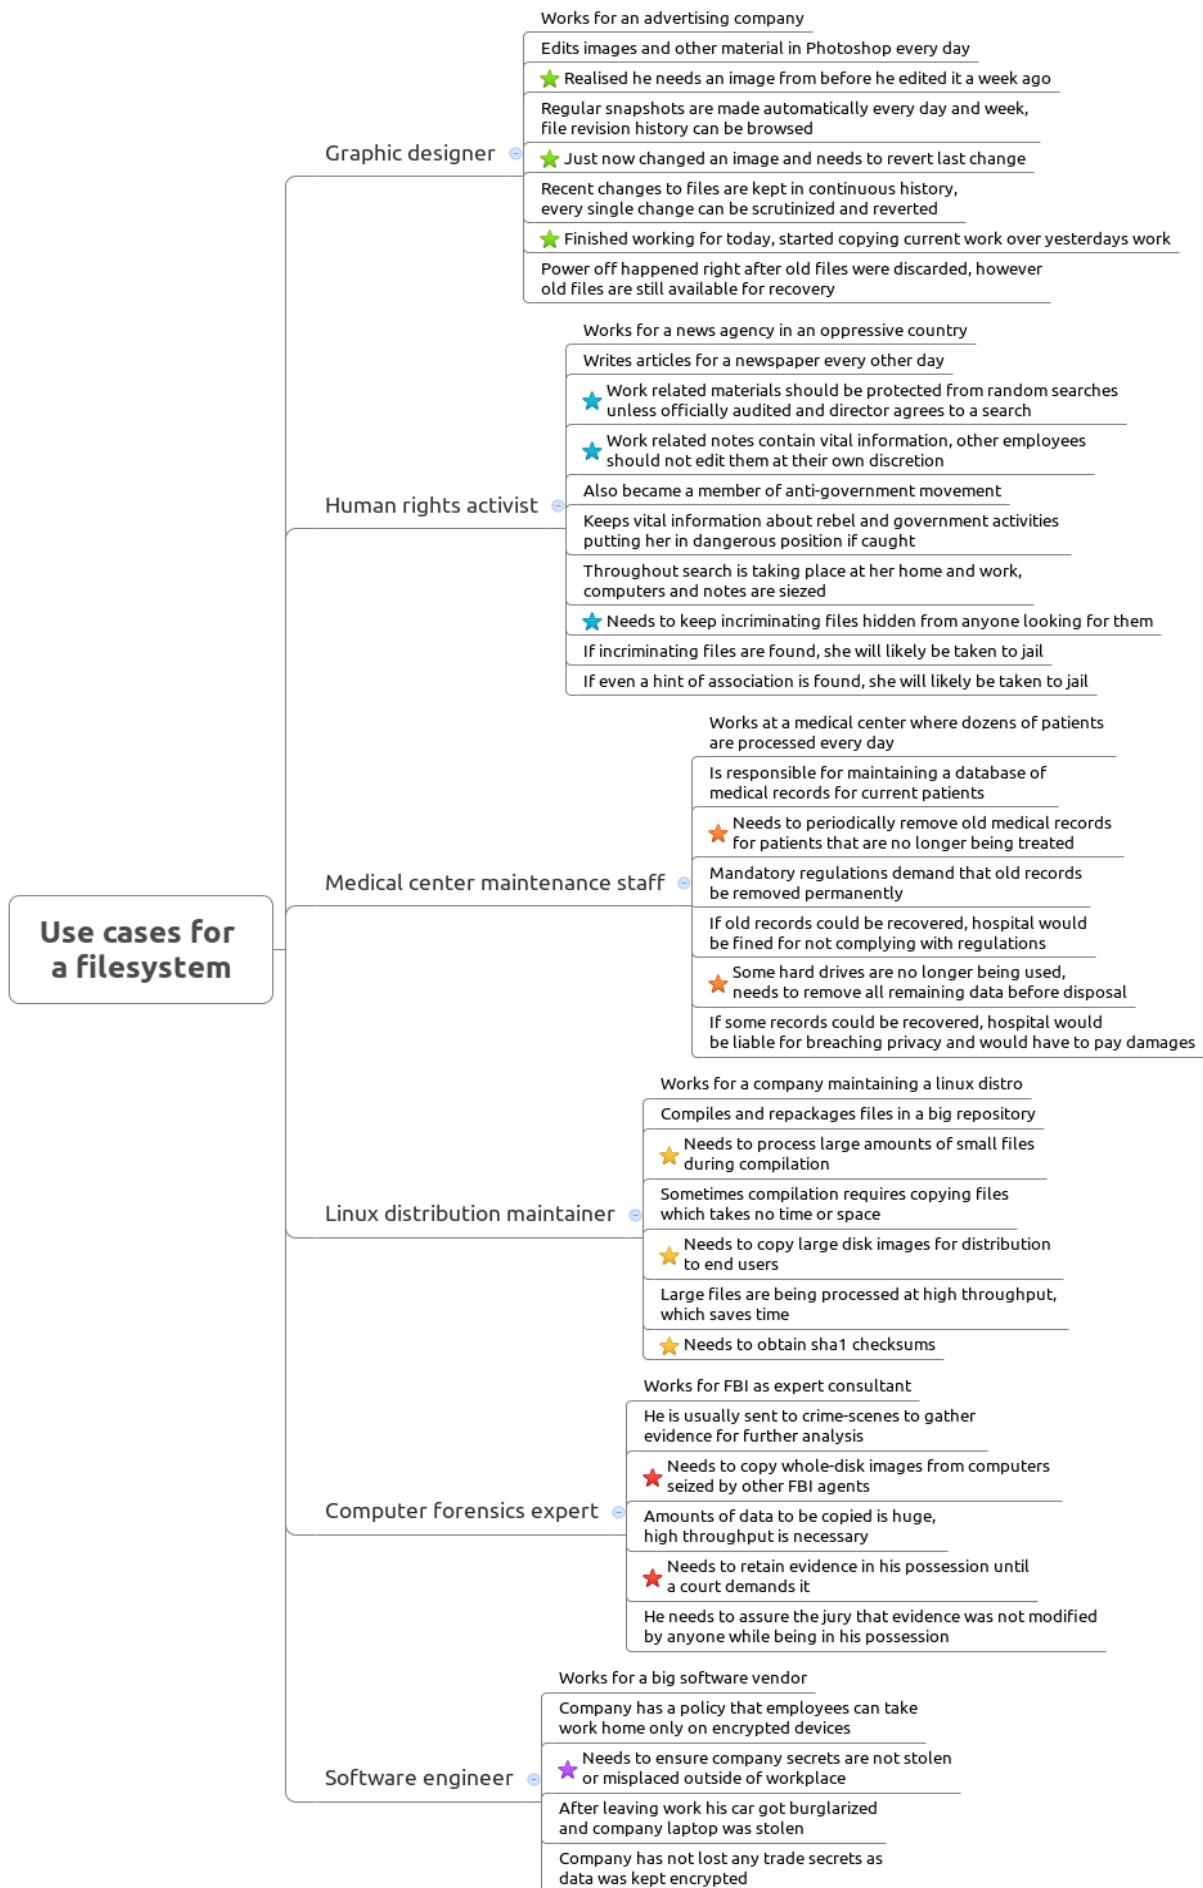 Works for an advertising company
Edits images and other material in Photoshop every day
Realised he needs an image from before he edited it a week ago
Regular snapshots are made automatically every day and week,
file revision history can be browsed
Graphic designer
Just now changed an image and needs to revert last change
Recent changes to files are kept in continuous history,
every single change can be scrutinized and reverted
Finished working for today, started copying current work over yesterdays work
Power off happened right after old files were discarded, however
old files are still available for recovery
Works for a news agency in an oppressive country
Writes articles for a newspaper every other day
Work related materials should be protected from random searches
unless officially audited and director agrees to a search
Work related notes contain vital information, other employees
should not edit them at their own discretion
Human rights activist
Also became a member of anti-government movement
Keeps vital information about rebel and government activities
putting her in dangerous position if caught
Throughout search is taking place at her home and work,
computers and notes are siezed
Needs to keep incriminating files hidden from anyone looking for them
If incriminating files are found, she will likely be taken to jail
If even a hint of association is found, she will likely be taken to jail
Works at a medical center where dozens of patients
are processed every day
Is responsible for maintaining a database of
medical records for current patients
Needs to periodically remove old medical records
for patients that are no longer being treated
Medical center maintenance staff
Mandatory regulations demand that old records
be removed permanently
If old records could be recovered, hospital would
be fined for not complying with regulations
Some hard drives are no longer being used,
needs to remove all remaining data before disposal
If some records could be recovered, hospital would
be liable for breaching privacy and would have to pay damages
Use cases for
a filesystem
Works for a company maintaining a linux distro
Compiles and repackages files in a big repository
Needs to process large amounts of small files
during compilation
Linux distribution maintainer
Sometimes compilation requires copying files
which takes no time or space
Needs to copy large disk images for distribution
to end users
Large files are being processed at high throughput,
which saves time
Needs to obtain sha1 checksums
Works for FBI as expert consultant
He is usually sent to crime-scenes to gather
evidence for further analysis
Needs to copy whole-disk images from computers
seized by other FBI agents
Computer forensics expert
Amounts of data to be copied is huge,
high throughput is necessary
Needs to retain evidence in his possession until
a court demands it
He needs to assure the jury that evidence was not modified
by anyone while being in his possession
Works for a big software vendor
Company has a policy that employees can take
work home only on encrypted devices
Software engineer
Needs to ensure company secrets are not stolen
or misplaced outside of workplace
After leaving work his car got burglarized
and company laptop was stolen
Company has not lost any trade secrets as
data was kept encrypted